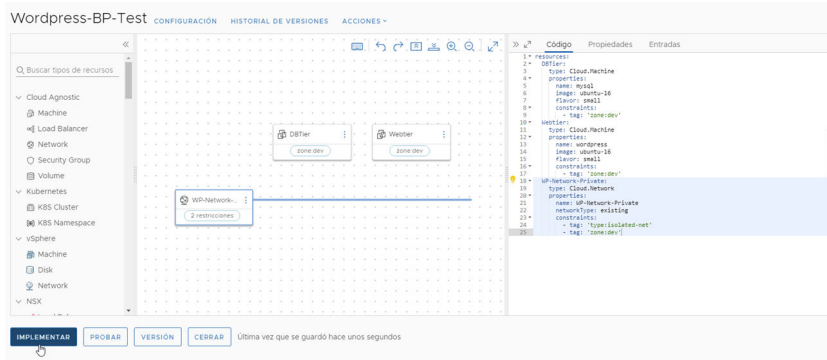 Wordpress-BP-Test CONFIGURACIÓN HISTORIAL DE VERSIONES ACCIONES
Buscar tipos de recursos
Cloud Agnostic
Machine
Load Balancer
Network
Security Group
Volume
Kubernetes
K8S Cluster
K8S Namespace
vSphere
Machine
Disk
Network
NSX
DBTier
zone:dev
Webtier
zone:dev
WP-Network-...
2 restricciones
Código Propiedades Entradas
1 resources:
2 DBTier:
3 type: Cloud.Machine
4 properties:
5 name: mysql
6 image: ubuntu-16
7 flavor: small
8 constraints:
9 - tag: 'zone:dev'
10 Webtier:
11 type: Cloud.Machine
12 properties:
13 name: wordpress
14 image: ubuntu-16
15 flavor: small
16 constraints:
17 - tag: 'zone:dev'
18 WP-Network-Private:
19 type: Cloud.Network
20 properties:
21 name: WP-Network-Private
22 networkType: existing
23 constraints:
24 - tag: 'type:isolated-net'
25 - tag: 'zone:dev'
IMPLEMENTAR PROBAR VERSIÓN CERRAR Última vez que se guardó hace unos segundos